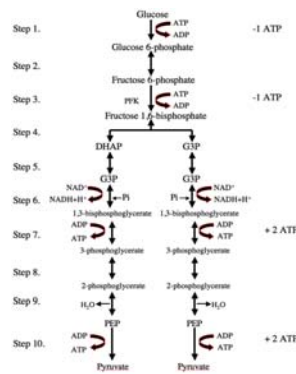 Glucose
Step 1. ATP -1 ATP
ADP
Glucose 6-phosphate
Step 2.
Fructose 6-phosphate
Step 3. PFK ATP -1 ATP
ADP
Fructose 1,6-bisphosphate
Step 4.
DHAP G3P
Step 5.
G3P G3P
Step 6. NAD⁺ Pi Pi NAD⁺
NADH+H⁺ NADH+H⁺
1,3-bisphosphoglycerate 1,3-bisphosphoglycerate
Step 7. ADP ADP + 2 ATP
ATP ATP
3-phosphoglycerate 3-phosphoglycerate
Step 8.
2-phosphoglycerate 2-phosphoglycerate
Step 9. H₂O H₂O
PEP PEP
Step 10. ADP ADP + 2 ATP
ATP ATP
Pyruvate Pyruvate